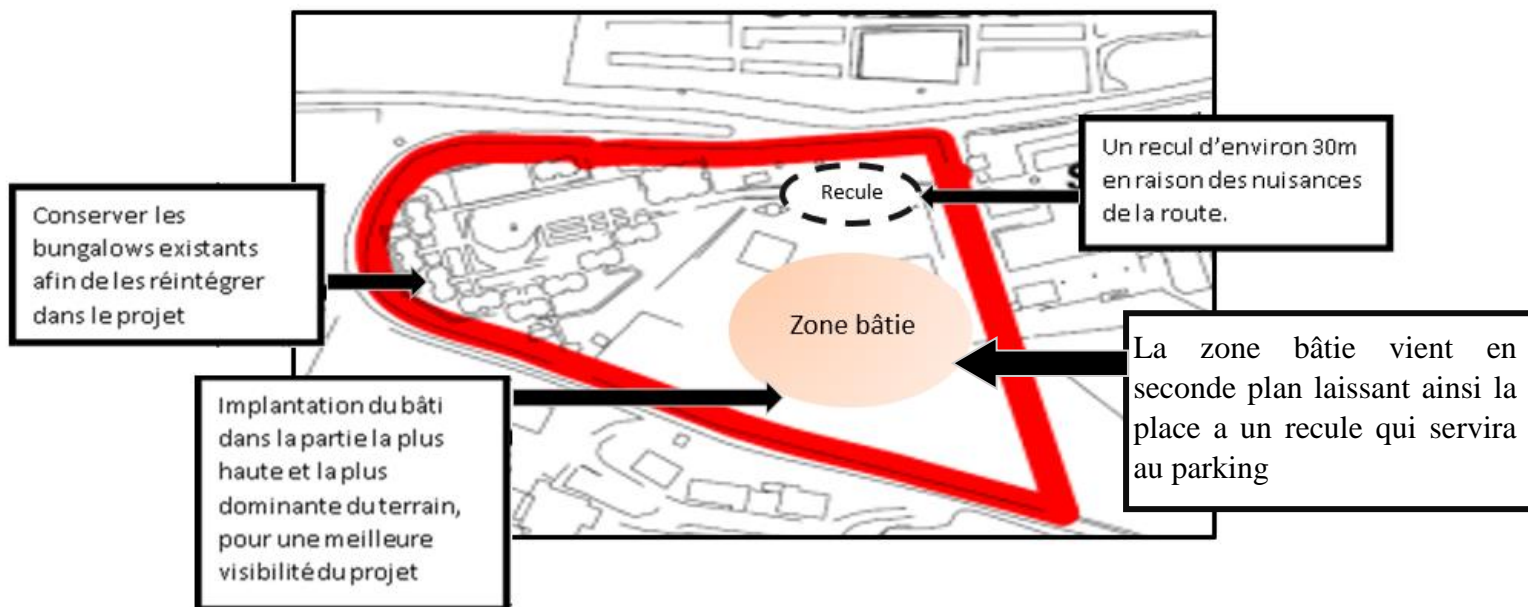 Un recul d'environ 30m
en raison des nuisances
de la route.
Recule
Conserver les
bungalows existants
afin de les réintégrer
dans le projet
Zone bâtie
La zone bâtie vient en
seconde plan laissant ainsi la
place a un recule qui servira
au parking
Implantation du bâti
dans la partie la plus
haute et la plus
dominante du terrain,
pour une meilleure
visibilité du projet